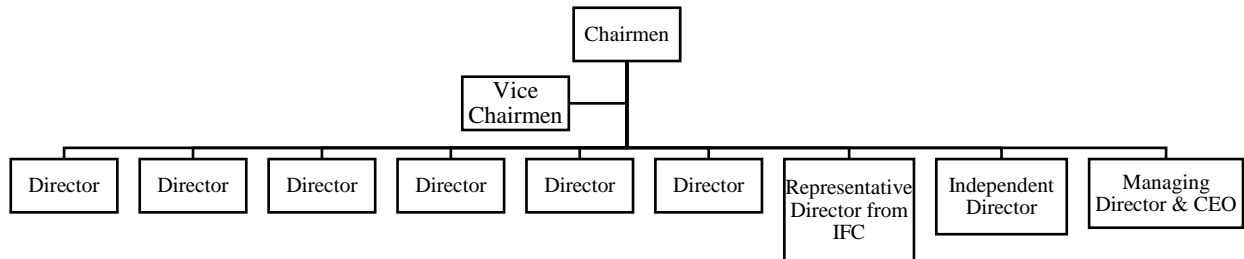 Chairmen
Vice
Chairmen
Director
Director
Director
Director
Director
Director
Representative
Director from
IFC
Independent
Director
Managing
Director & CEO